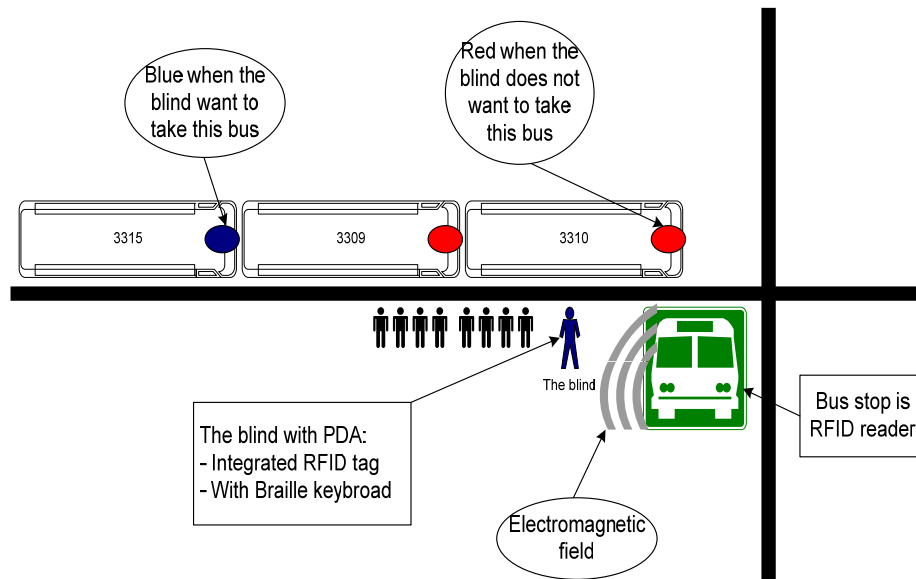 Blue when the
blind want to
take this bus
Red when the
blind does not
want to take
this bus
3315
3309
3310
The blind
The blind with PDA:
- Integrated RFID tag
- With Braille keybroad
Bus stop is
RFID reader
Electromagnetic
field